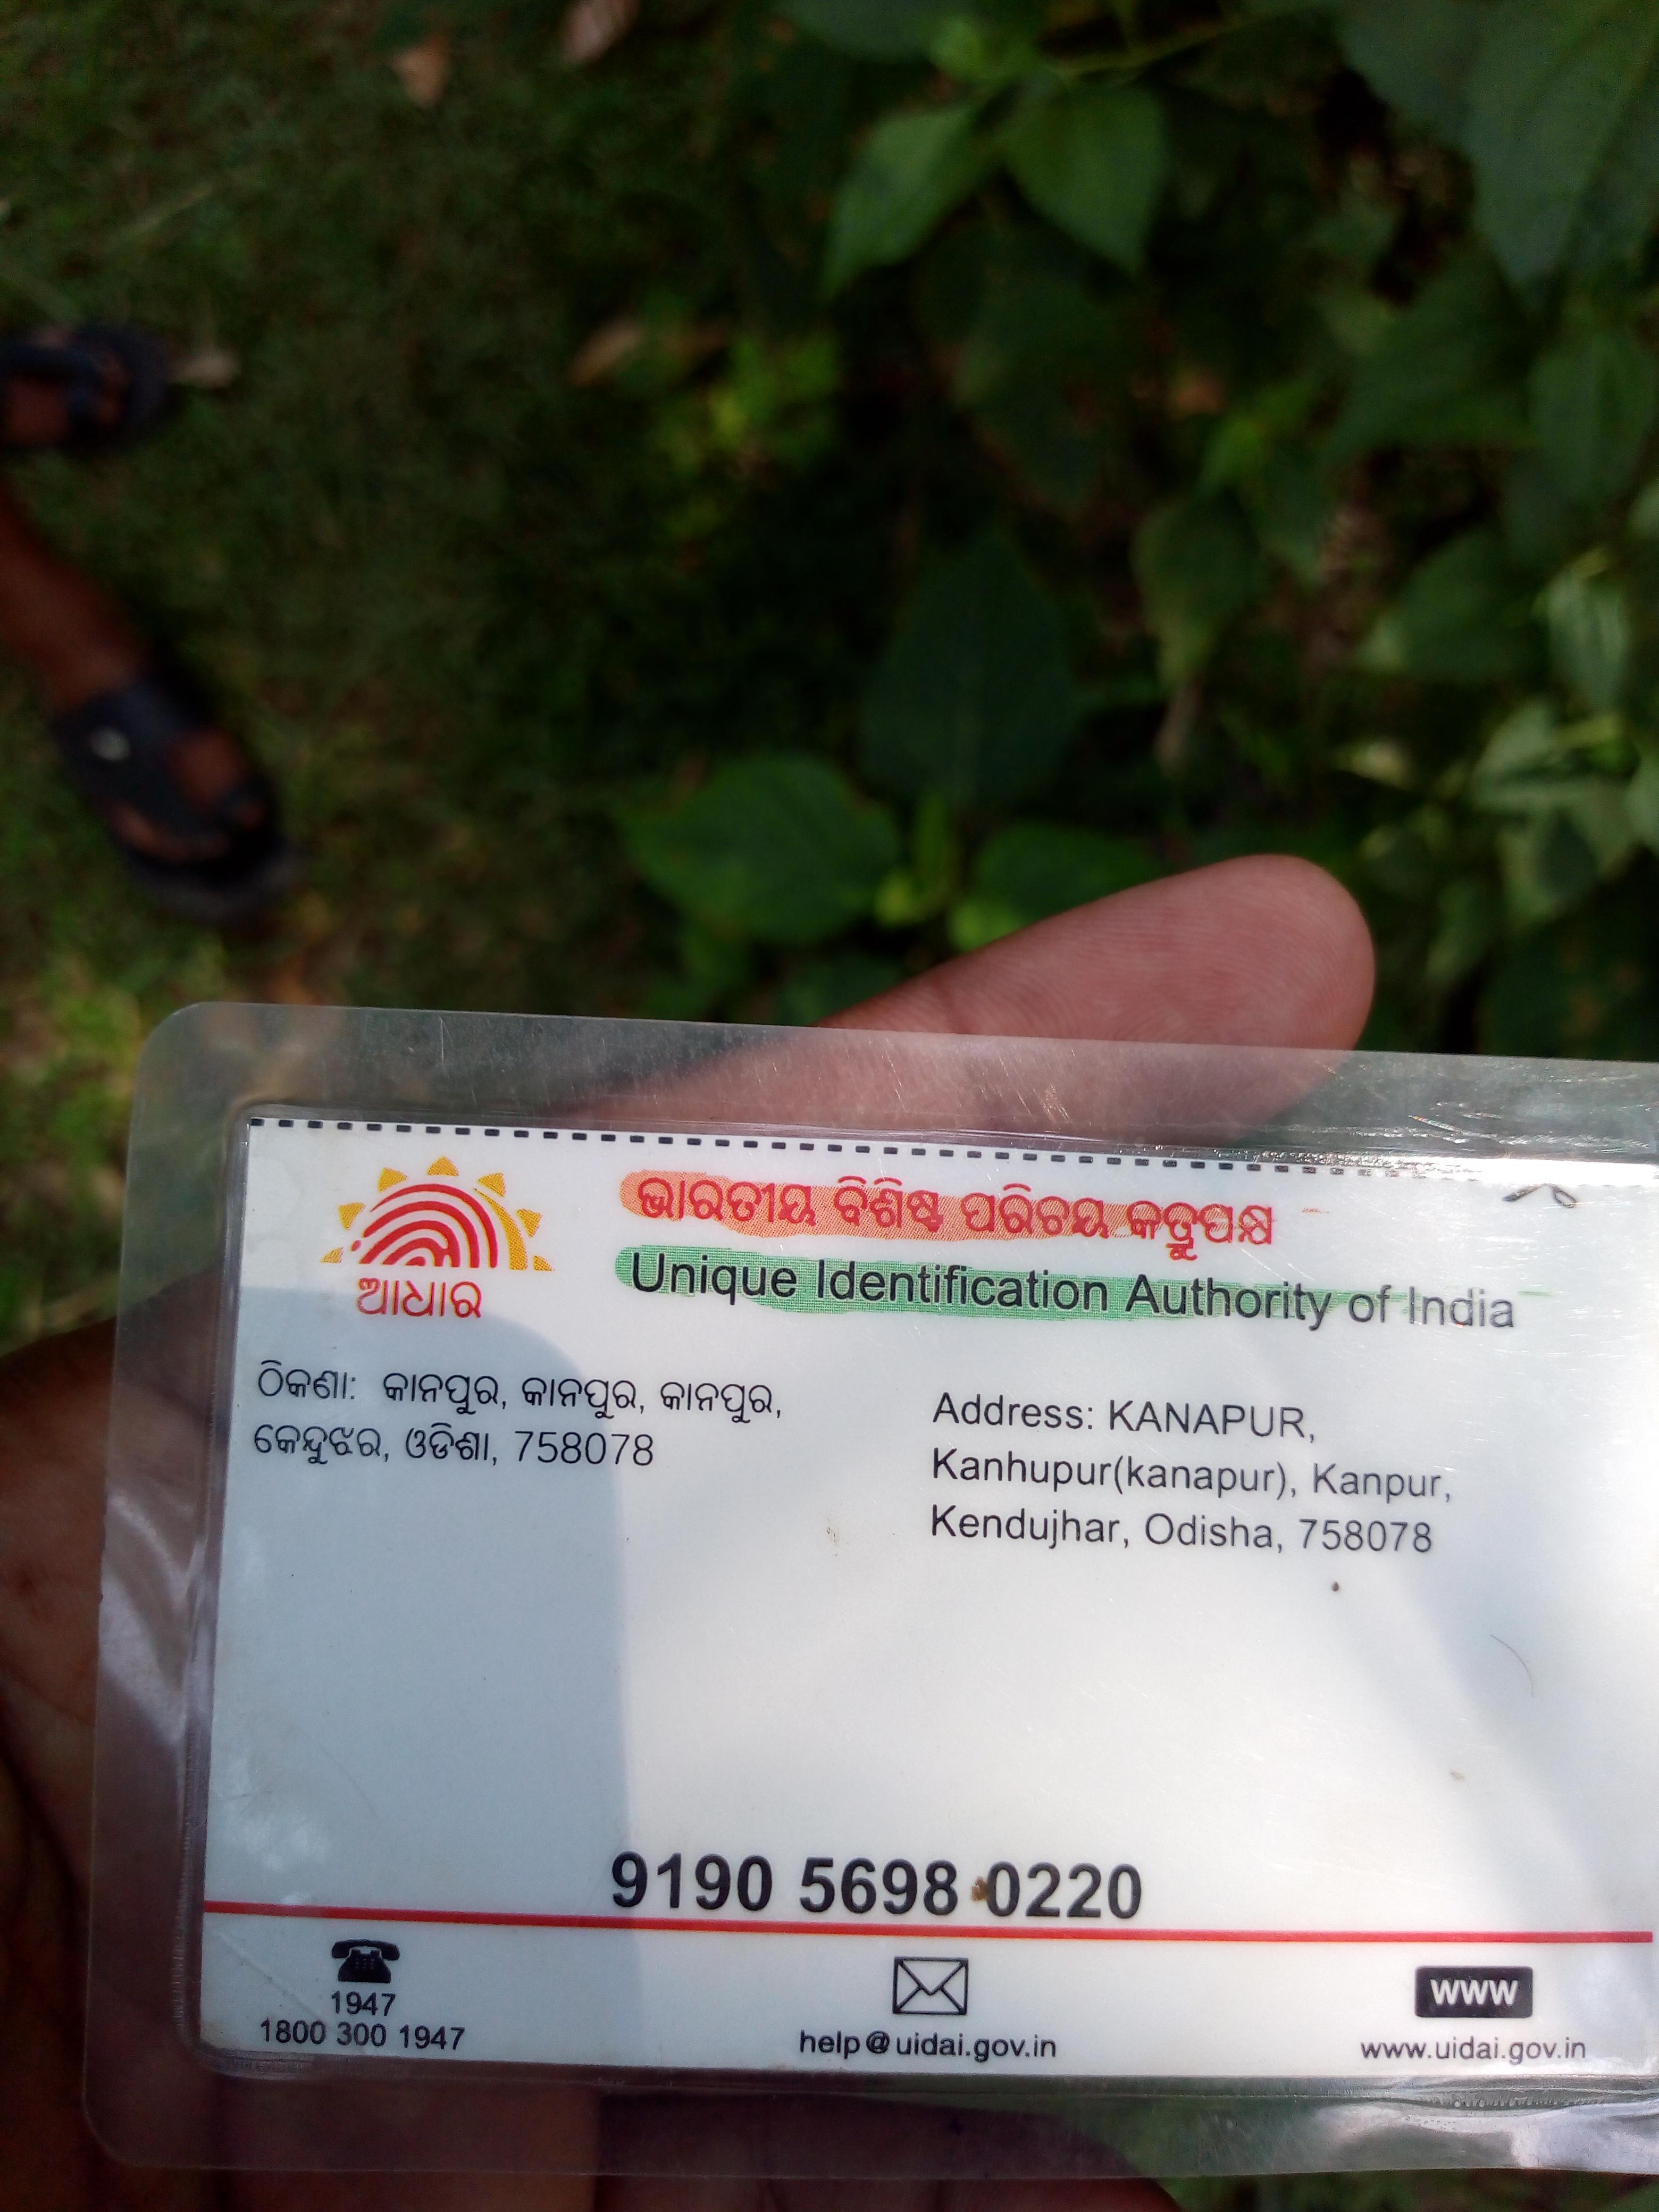 ଭାରତୀୟ ବିଶିଷ୍ଟ ପରିଚୟ କର୍ତ୍ତୃପକ୍ଷ
Unique Identification Authority of India
ଆଧାର
ଠିକଣା: କାନପୁର, କାନପୁର, କାନପୁର,
କେନ୍ଦୁଝର, ଓଡିଶା, 758078
Address: KANAPUR,
Kanhupur(kanapur), Kanpur,
Kendujhar, Odisha, 758078
9190 5698 0220
1947
1800 300 1947
help@uidai.gov.in
www
www.uidai.gov.in